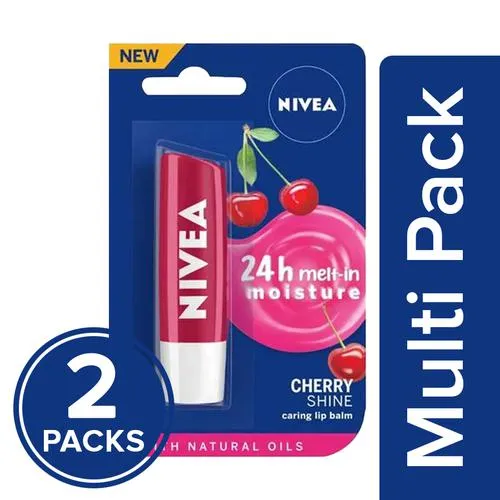 NEW
NIVEA
NIVEA
24h melt-in
moisture
CHERRY
SHINE
caring lip balm
NATURAL OILS
2
PACKS
Multi Pack